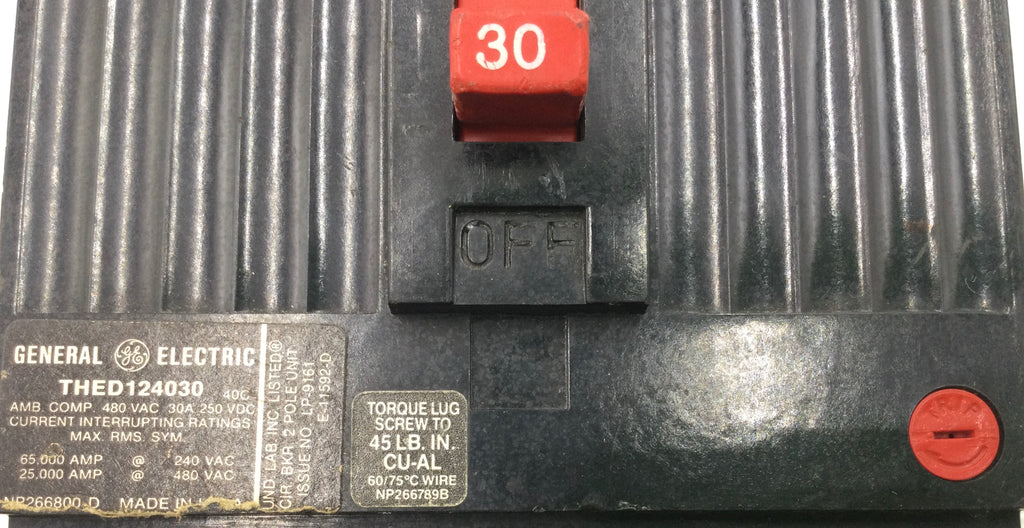 30
OFF
GENERAL GE ELECTRIC
THED124030 40C
AMB. COMP. 480 VAC 30A 250 VDC
CURRENT INTERRUPTING RATINGS
MAX. RMS. SYM.
65,000 AMP @ 240 VAC
25,000 AMP @ 480 VAC
NP266800-D MADE IN
UND. LAB. INC. LISTED®
CIR. BKR 2 POLE UNIT
ISSUE NO. LP-9161
E-11592-D
TORQUE LUG
SCREW TO
45 LB. IN.
CU-AL
60/75°C WIRE
NP266789B